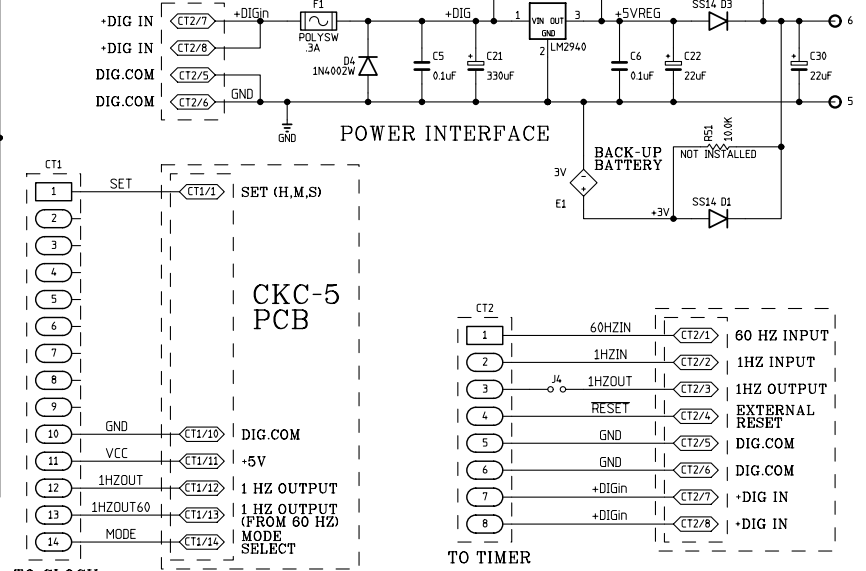 +DIG IN CT2/7 +DIGin
+DIG IN CT2/8
DIG.COM CT2/5
DIG.COM CT2/6 GND
F1
POLYSW
.3A
D4
1N4002W
GND
C5
0.1uF
+DIG
+ C21
330uF
1 VIN OUT 3
GND
2 LM2940
+5VREG
C6
0.1uF
+ C22
22uF
SS14 D3
+ C30
22uF
6
5
POWER INTERFACE
BACK-UP
BATTERY
3V
-
+
E1
+3V
R51
10.0K
NOT INSTALLED
SS14 D1
CT1
1 SET CT1/1 SET (H,M,S)
2
3
4
5
6
7
8
9
10 GND CT1/10 DIG.COM
11 VCC CT1/11 +5V
12 1HZOUT CT1/12 1 HZ OUTPUT
13 1HZOUT60 CT1/13 1 HZ OUTPUT
(FROM 60 HZ)
14 MODE CT1/14 MODE
SELECT
CKC-5
PCB
CT2
1 60HZIN CT2/1 60 HZ INPUT
2 1HZIN CT2/2 1HZ INPUT
3 J4 1HZOUT CT2/3 1HZ OUTPUT
4 RESET CT2/4 EXTERNAL
RESET
5 GND CT2/5 DIG.COM
6 GND CT2/6 DIG.COM
7 +DIGin CT2/7 +DIG IN
8 +DIGin CT2/8 +DIG IN
TO TIMER
TO CLOCK